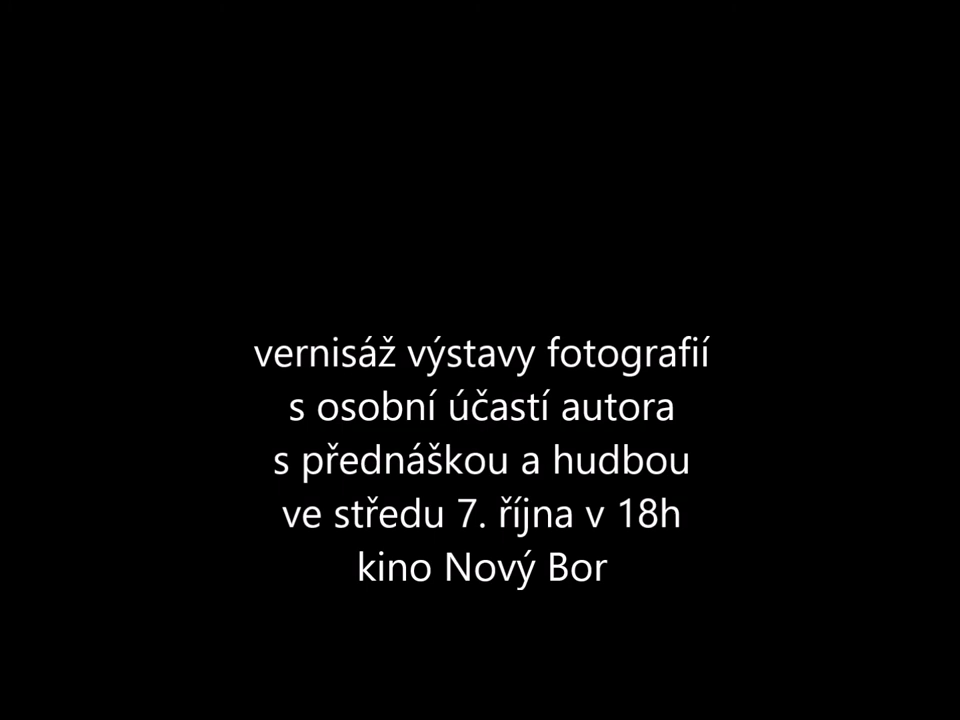 vernisáž výstavy fotografií
s osobní účastí autora
s přednáškou a hudbou
ve středu 7. října v 18h
kino Nový Bor